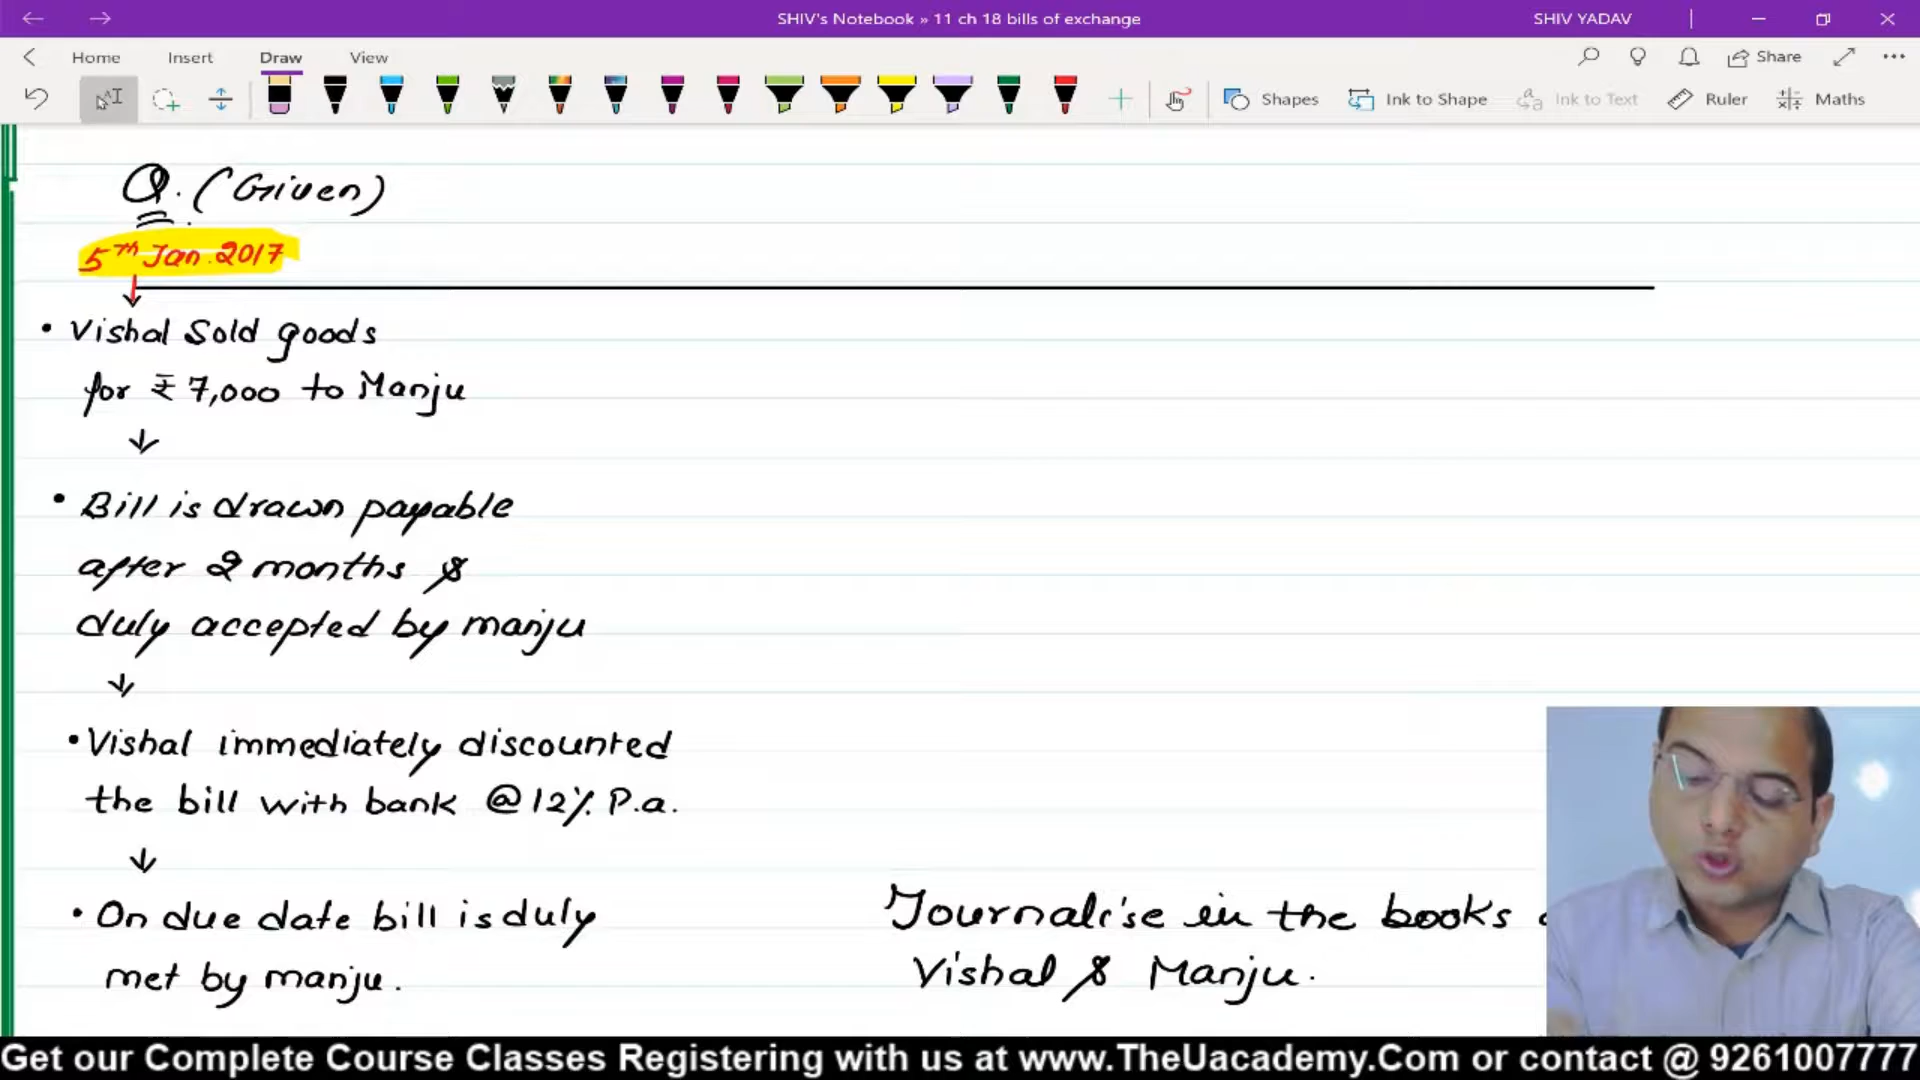 SHIV's Notebook » 11 ch 18 bills of exchange
SHIV YADAV
Home Insert Draw View
Share
Shapes Ink to Shape Ink to Text Ruler Maths
Q. (Given)
5th Jan. 2017
• Vishal Sold goods
for ₹ 7,000 to Manju
• Bill is drawn payable
after 2 months &
duly accepted by manju
• Vishal immediately discounted
the bill with bank @ 12% P.a.
• On due date bill is duly
met by manju.
Journalise in the books
Vishal & Manju.
Get our Complete Course Classes Registering with us at www.TheUacademy.Com or contact @ 9261007777